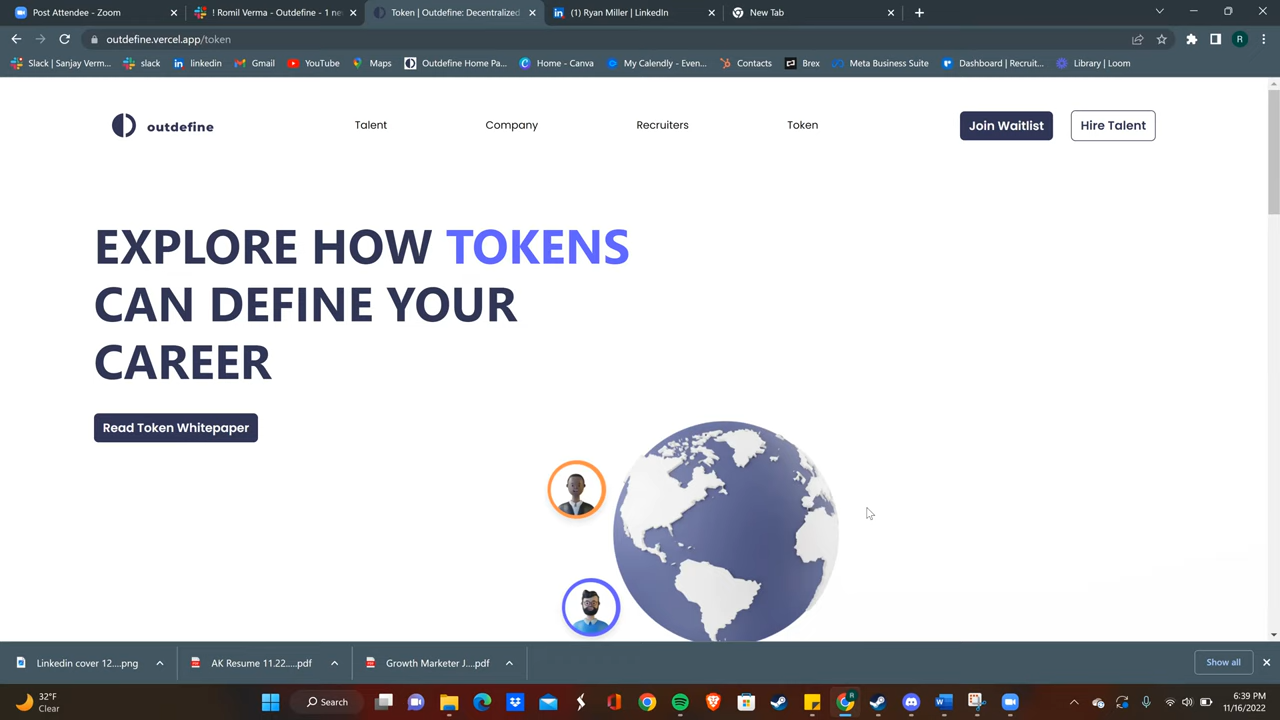 Post Attendee - Zoom
! Romil Verma - Outdefine - 1 ne
Token | Outdefine: Decentralized
(1) Ryan Miller | LinkedIn
New Tab
outdefine.vercel.app/token
Slack | Sanjay Verm...
slack
linkedin
Gmail
YouTube
Maps
Outdefine Home Pa...
Home - Canva
My Calendly - Even...
Contacts
Brex
Meta Business Suite
Dashboard | Recruit...
Library | Loom
outdefine
Talent
Company
Recruiters
Token
Join Waitlist
Hire Talent
EXPLORE HOW TOKENS
CAN DEFINE YOUR
CAREER
Read Token Whitepaper
Linkedin cover 12....png
AK Resume 11.22.....pdf
Growth Marketer J....pdf
Show all
32°F
Clear
Search
6:39 PM
11/16/2022